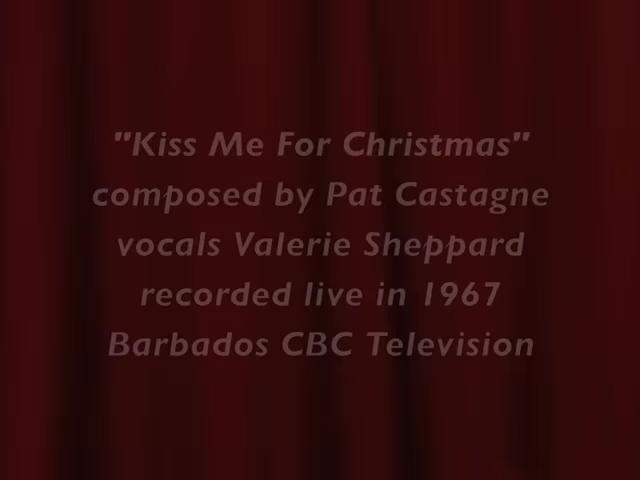 "Kiss Me For Christmas"
composed by Pat Castagne
vocals Valerie Sheppard
recorded live in 1967
Barbados CBC Television